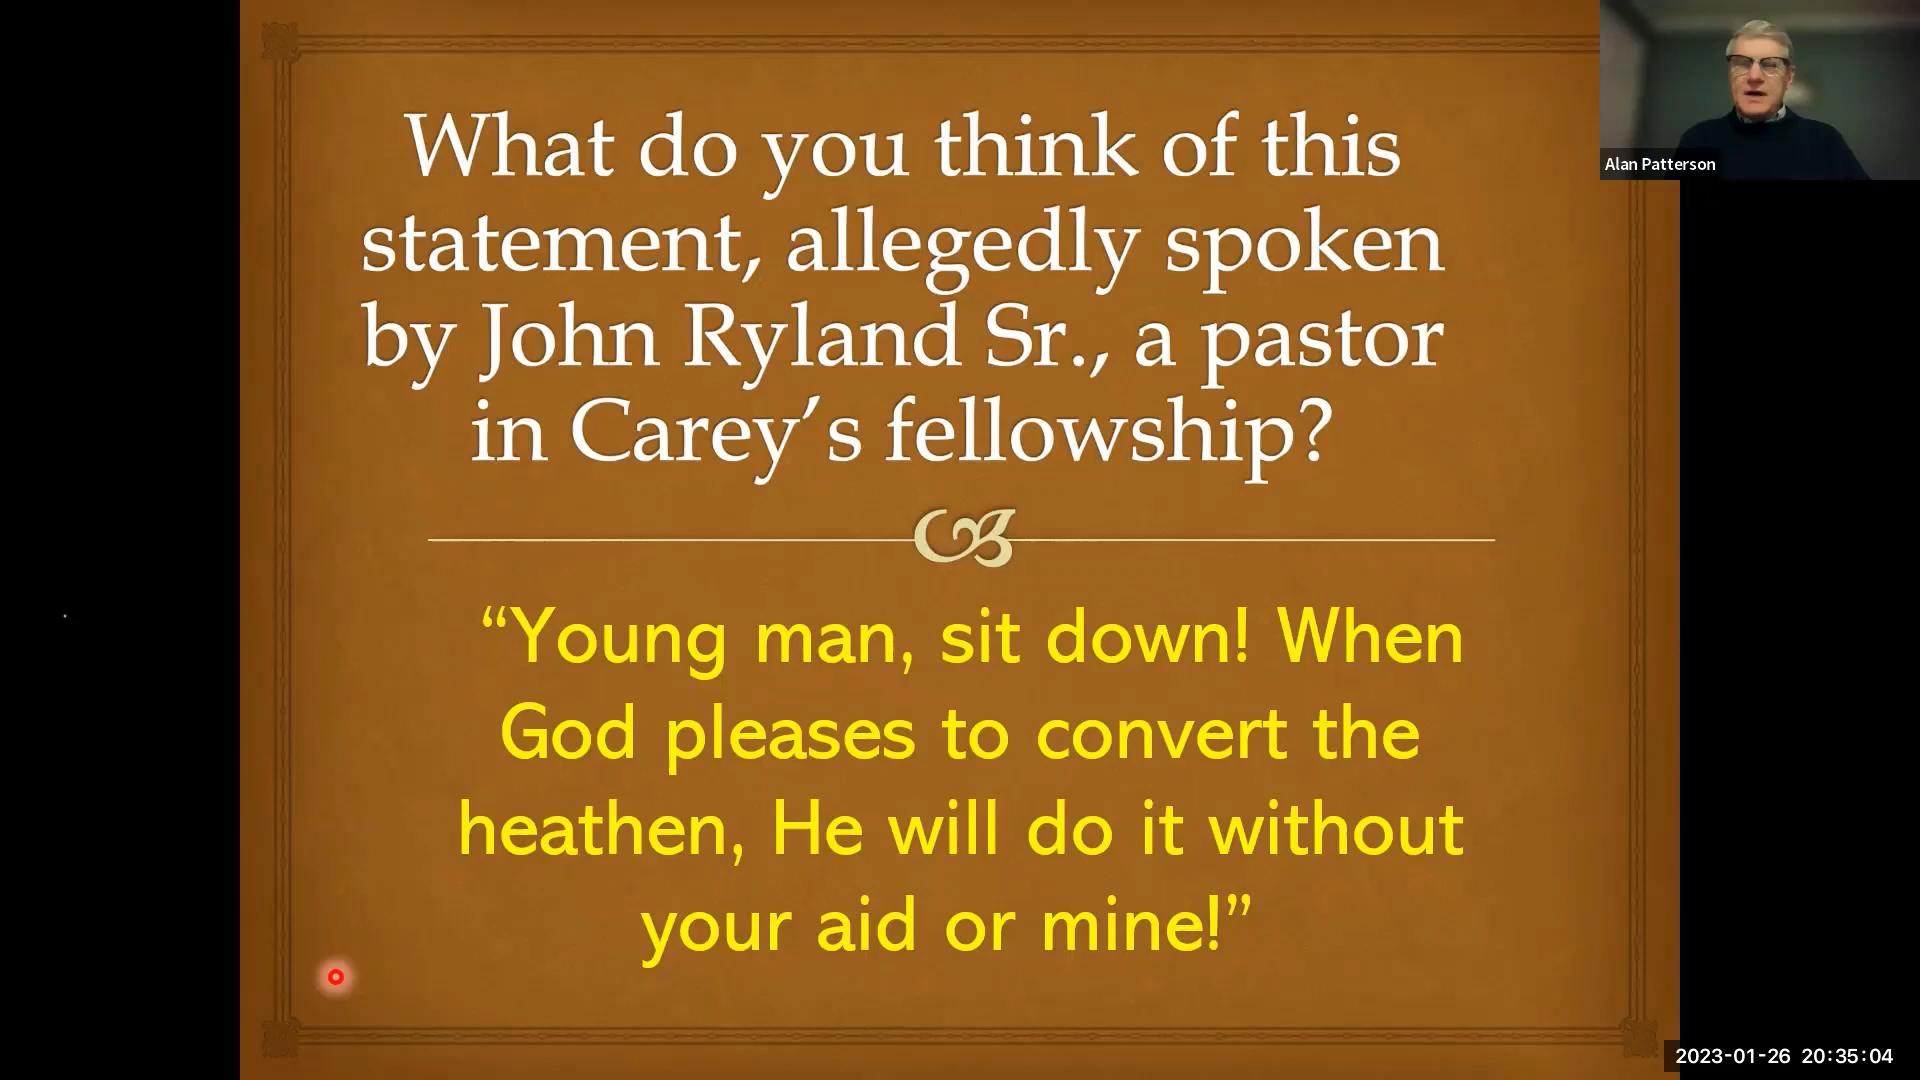 What do you think of this
statement, allegedly spoken
by John Ryland Sr., a pastor
in Carey’s fellowship?
“Young man, sit down! When
God pleases to convert the
heathen, He will do it without
your aid or mine!”
Alan Patterson
2023-01-26 20:35:04